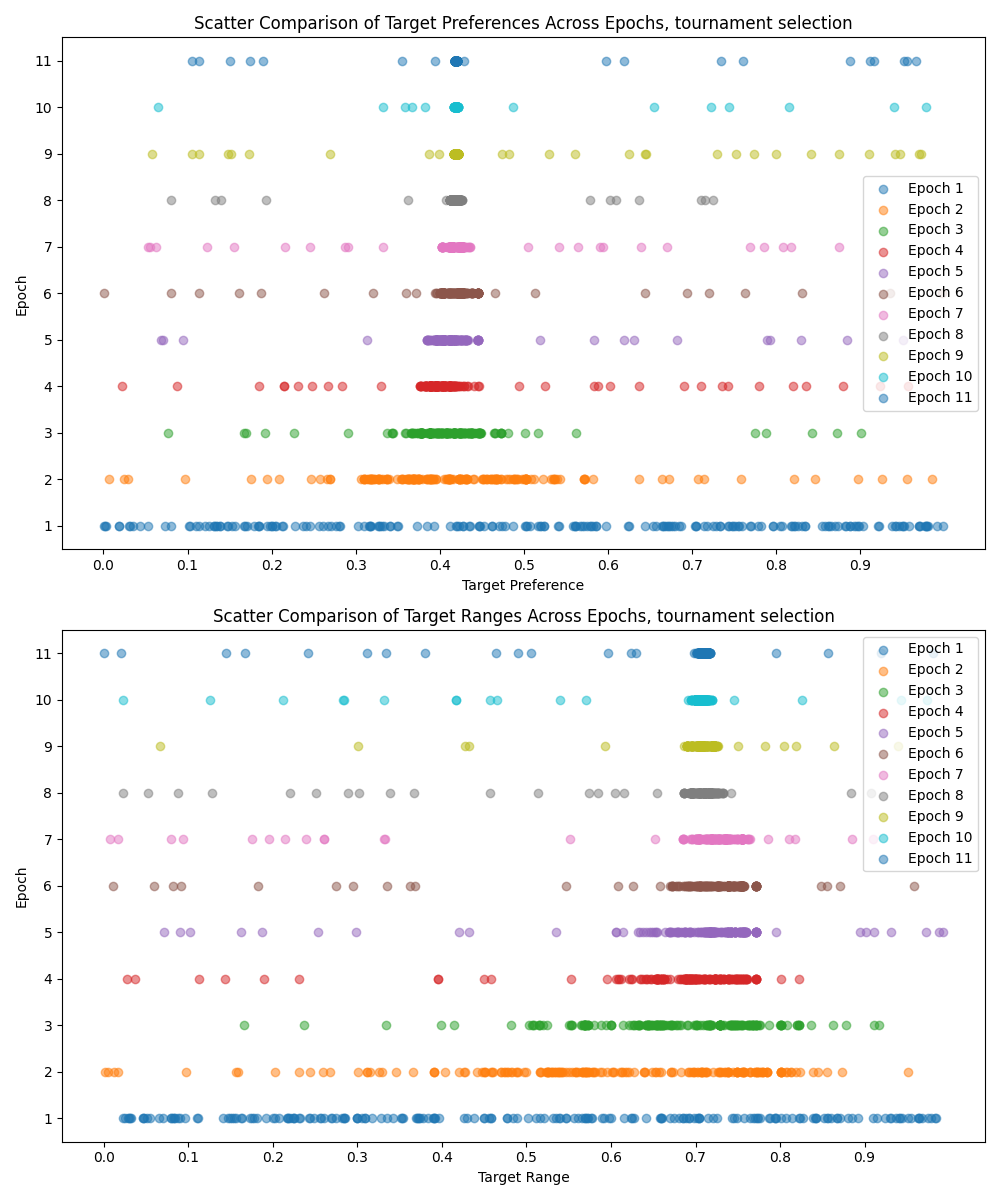 Scatter Comparison of Target Preferences Across Epochs, tournament selection
11
10
9
8
7
6
5
4
3
2
1
Epoch
Epoch 1
Epoch 2
Epoch 3
Epoch 4
Epoch 5
Epoch 6
Epoch 7
Epoch 8
Epoch 9
Epoch 10
Epoch 11
0.0 0.1 0.2 0.3 0.4 0.5 0.6 0.7 0.8 0.9
Target Preference
Scatter Comparison of Target Ranges Across Epochs, tournament selection
11
10
9
8
7
6
5
4
3
2
1
Epoch
Epoch 1
Epoch 2
Epoch 3
Epoch 4
Epoch 5
Epoch 6
Epoch 7
Epoch 8
Epoch 9
Epoch 10
Epoch 11
0.0 0.1 0.2 0.3 0.4 0.5 0.6 0.7 0.8 0.9
Target Range